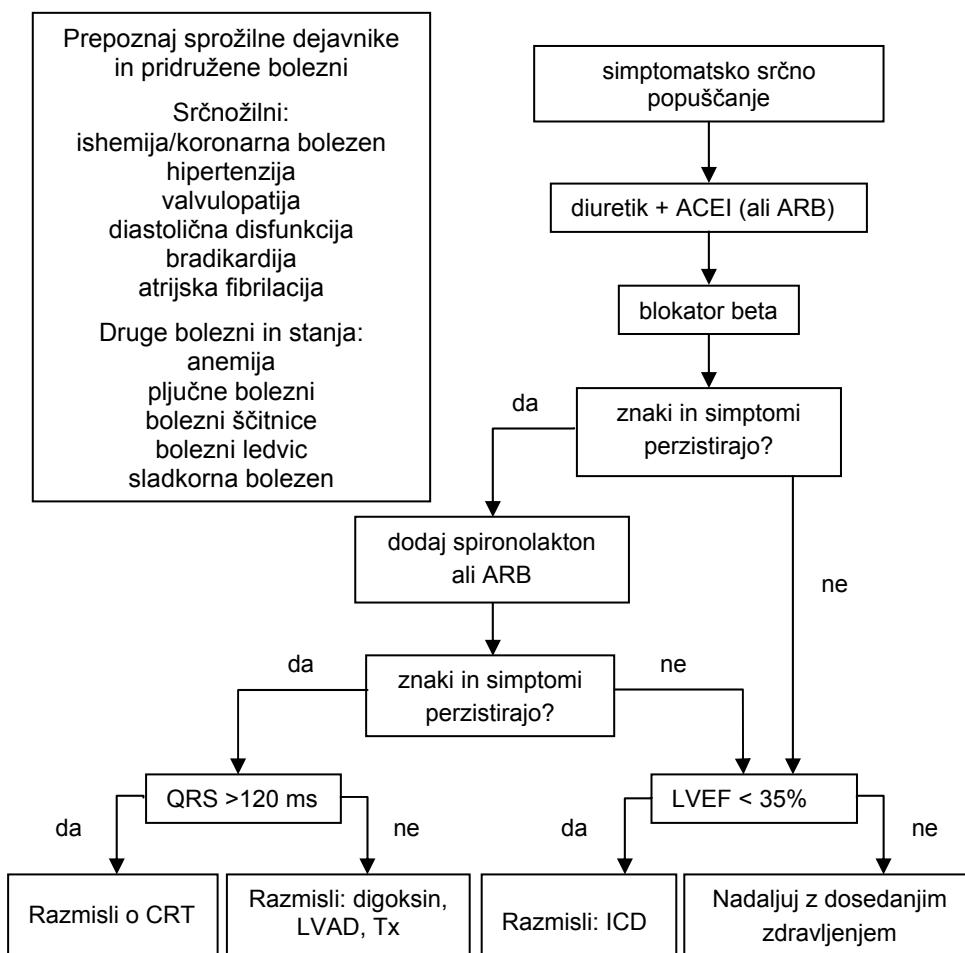 Prepoznaj sprožilne dejavnike
in pridružene bolezni
Srčnožilni:
ishemija/koronarna bolezen
hipertenzija
valvulopatija
diastolična disfunkcija
bradikardija
atrijska fibrilacija
Druge bolezni in stanja:
anemija
pljučne bolezni
bolezni ščitnice
bolezni ledvic
sladkorna bolezen
simptomatsko srčno
popuščanje
diuretik + ACEI (ali ARB)
blokator beta
da
znaki in simptomi
perzistirajo?
dodaj spironolakton
ali ARB
ne
da
znaki in simptomi
perzistirajo?
ne
QRS >120 ms
LVEF < 35%
da
ne
da
ne
Razmisli o CRT
Razmisli: digoksin,
LVAD, Tx
Razmisli: ICD
Nadaljuj z dosedanjim
zdravljenjem